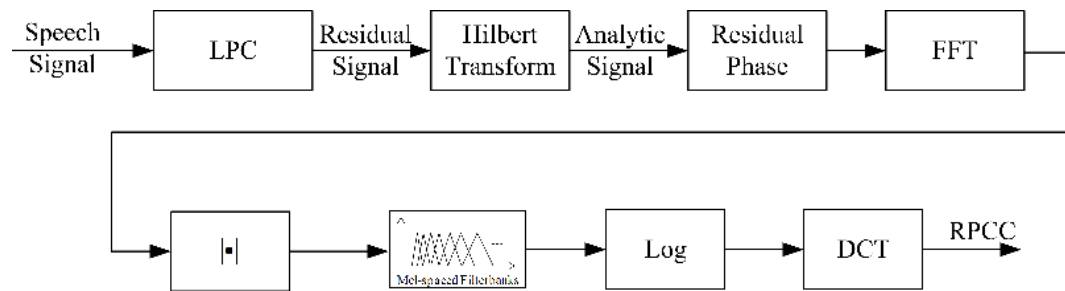 Speech
Signal
LPC
Residual
Signal
Hilbert
Transform
Analytic
Signal
Residual
Phase
FFT
|▪|
Mel-spaced Filterbanks
Log
DCT
RPCC